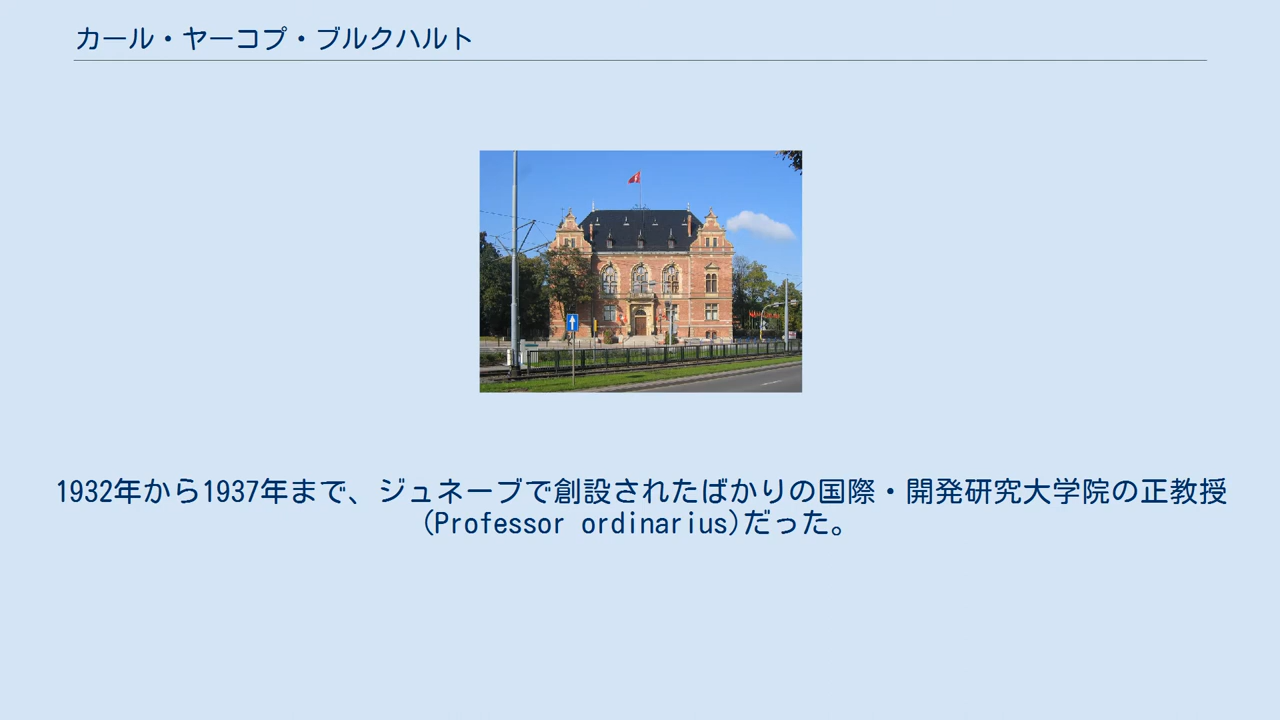 カール・ヤーコプ・ブルクハルト
1932年から1937年まで、ジュネーブで創設されたばかりの国際・開発研究大学院の正教授
(Professor ordinarius)だった。